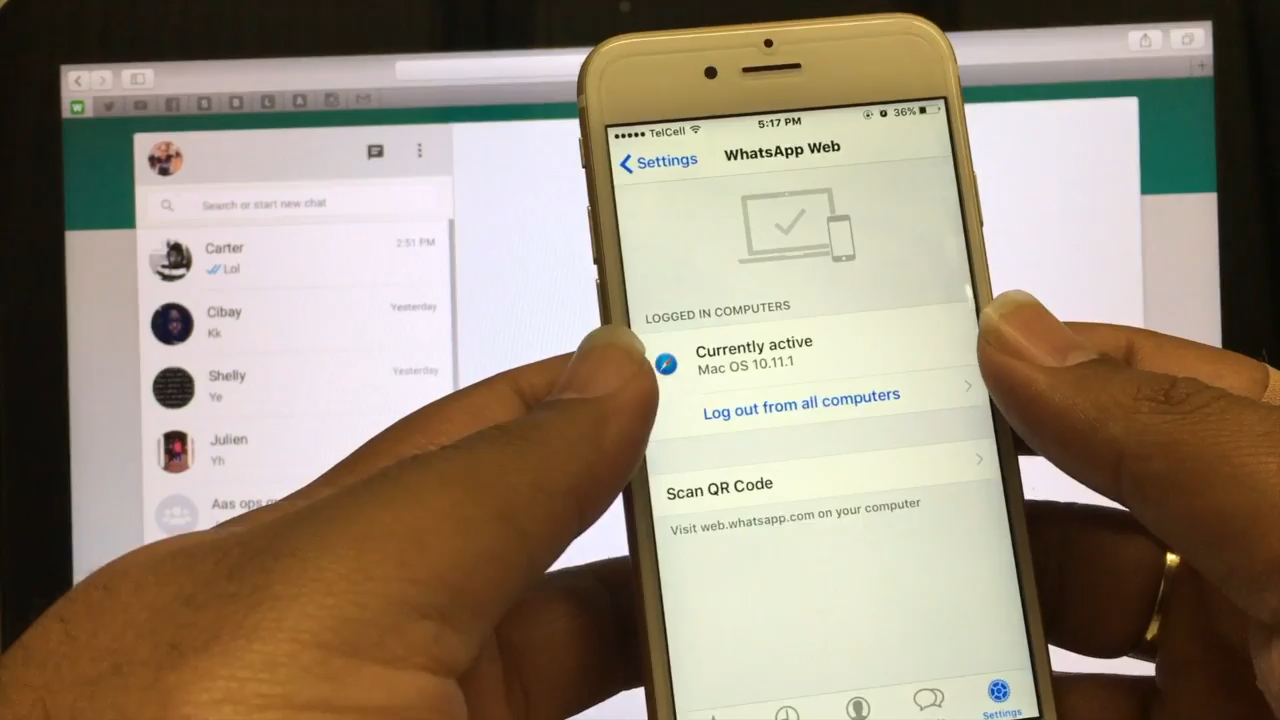 Search or start new chat
Carter
2:51 PM
Lol
Cibay
Yesterday
Kk
Shelly
Yesterday
Ye
Julien
Yh
Aas ops
TelCell
5:17 PM
36%
Settings
WhatsApp Web
LOGGED IN COMPUTERS
Currently active
Mac OS 10.11.1
Log out from all computers
Scan QR Code
Visit web.whatsapp.com on your computer
Settings